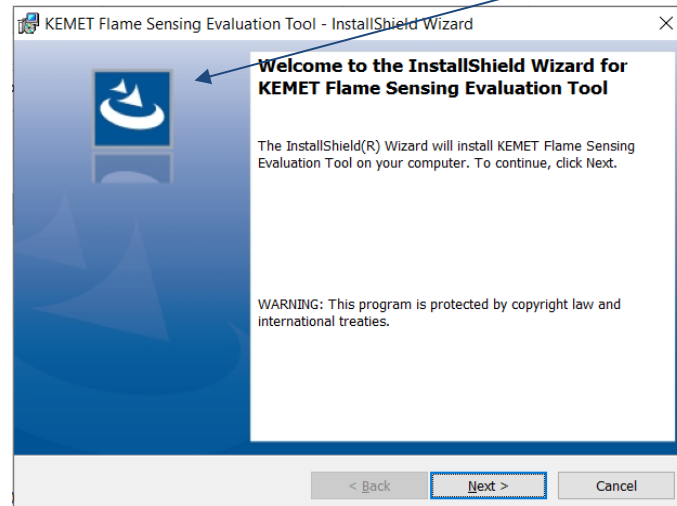 KEMET Flame Sensing Evaluation Tool - InstallShield Wizard
Welcome to the InstallShield Wizard for
KEMET Flame Sensing Evaluation Tool
The InstallShield(R) Wizard will install KEMET Flame Sensing
Evaluation Tool on your computer. To continue, click Next.
WARNING: This program is protected by copyright law and
international treaties.
< Back Next > Cancel